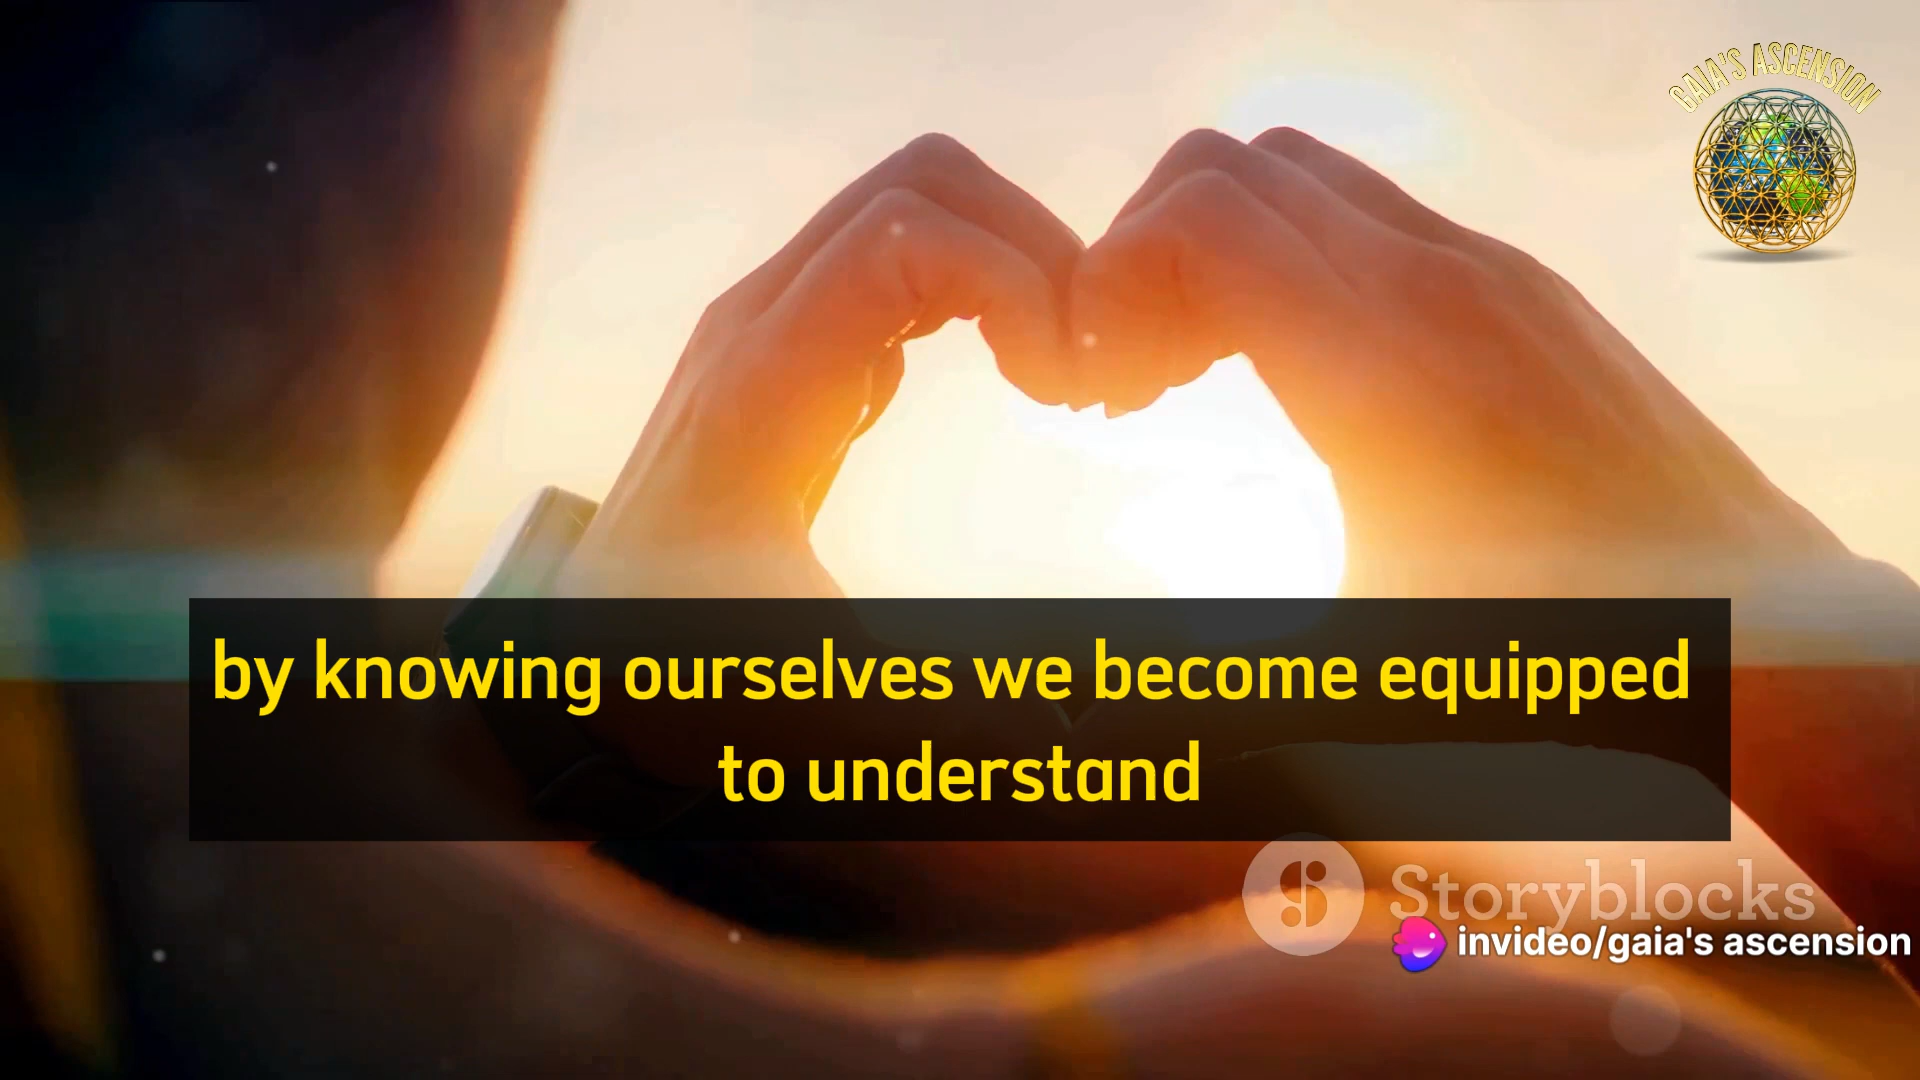 GAIA'S ASCENSION
by knowing ourselves we become equipped
to understand
Storyblocks
invideo/gaia's ascension